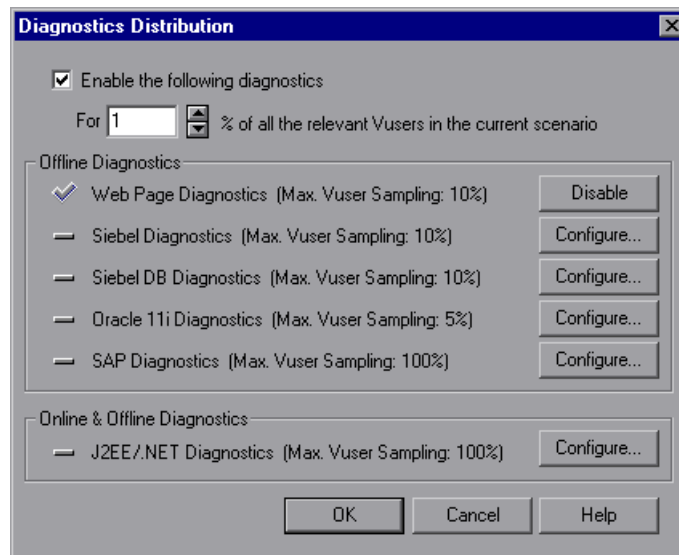 Diagnostics Distribution
Enable the following diagnostics
For 1 % of all the relevant Vusers in the current scenario
Offline Diagnostics
Web Page Diagnostics (Max. Vuser Sampling: 10%) Disable
Siebel Diagnostics (Max. Vuser Sampling: 10%) Configure...
Siebel DB Diagnostics (Max. Vuser Sampling: 10%) Configure...
Oracle 11i Diagnostics (Max. Vuser Sampling: 5%) Configure...
SAP Diagnostics (Max. Vuser Sampling: 100%) Configure...
Online & Offline Diagnostics
J2EE/.NET Diagnostics (Max. Vuser Sampling: 100%) Configure...
OK Cancel Help